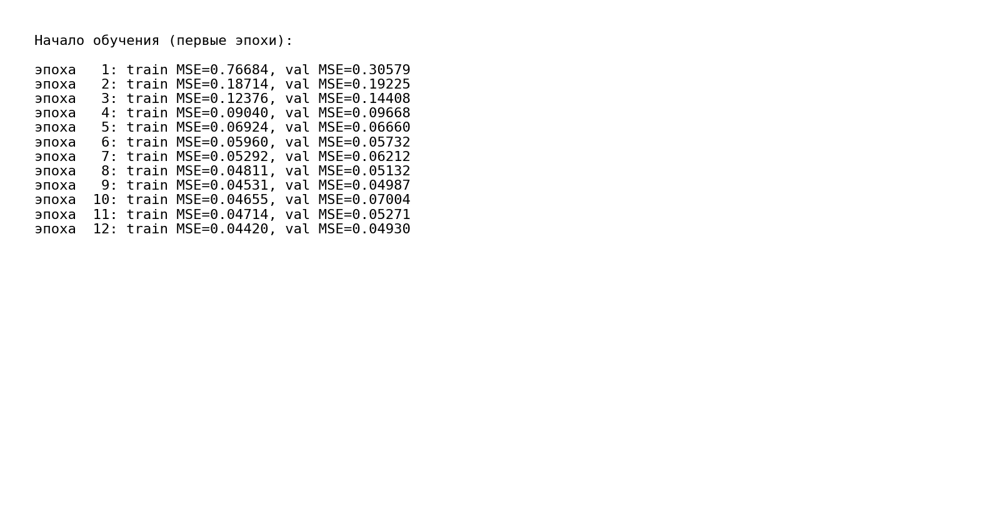 Начало обучения (первые эпохи):
эпоха   1: train MSE=0.76684, val MSE=0.30579
эпоха   2: train MSE=0.18714, val MSE=0.19225
эпоха   3: train MSE=0.12376, val MSE=0.14408
эпоха   4: train MSE=0.09040, val MSE=0.09668
эпоха   5: train MSE=0.06924, val MSE=0.06660
эпоха   6: train MSE=0.05960, val MSE=0.05732
эпоха   7: train MSE=0.05292, val MSE=0.06212
эпоха   8: train MSE=0.04811, val MSE=0.05132
эпоха   9: train MSE=0.04531, val MSE=0.04987
эпоха  10: train MSE=0.04655, val MSE=0.07004
эпоха  11: train MSE=0.04714, val MSE=0.05271
эпоха  12: train MSE=0.04420, val MSE=0.04930